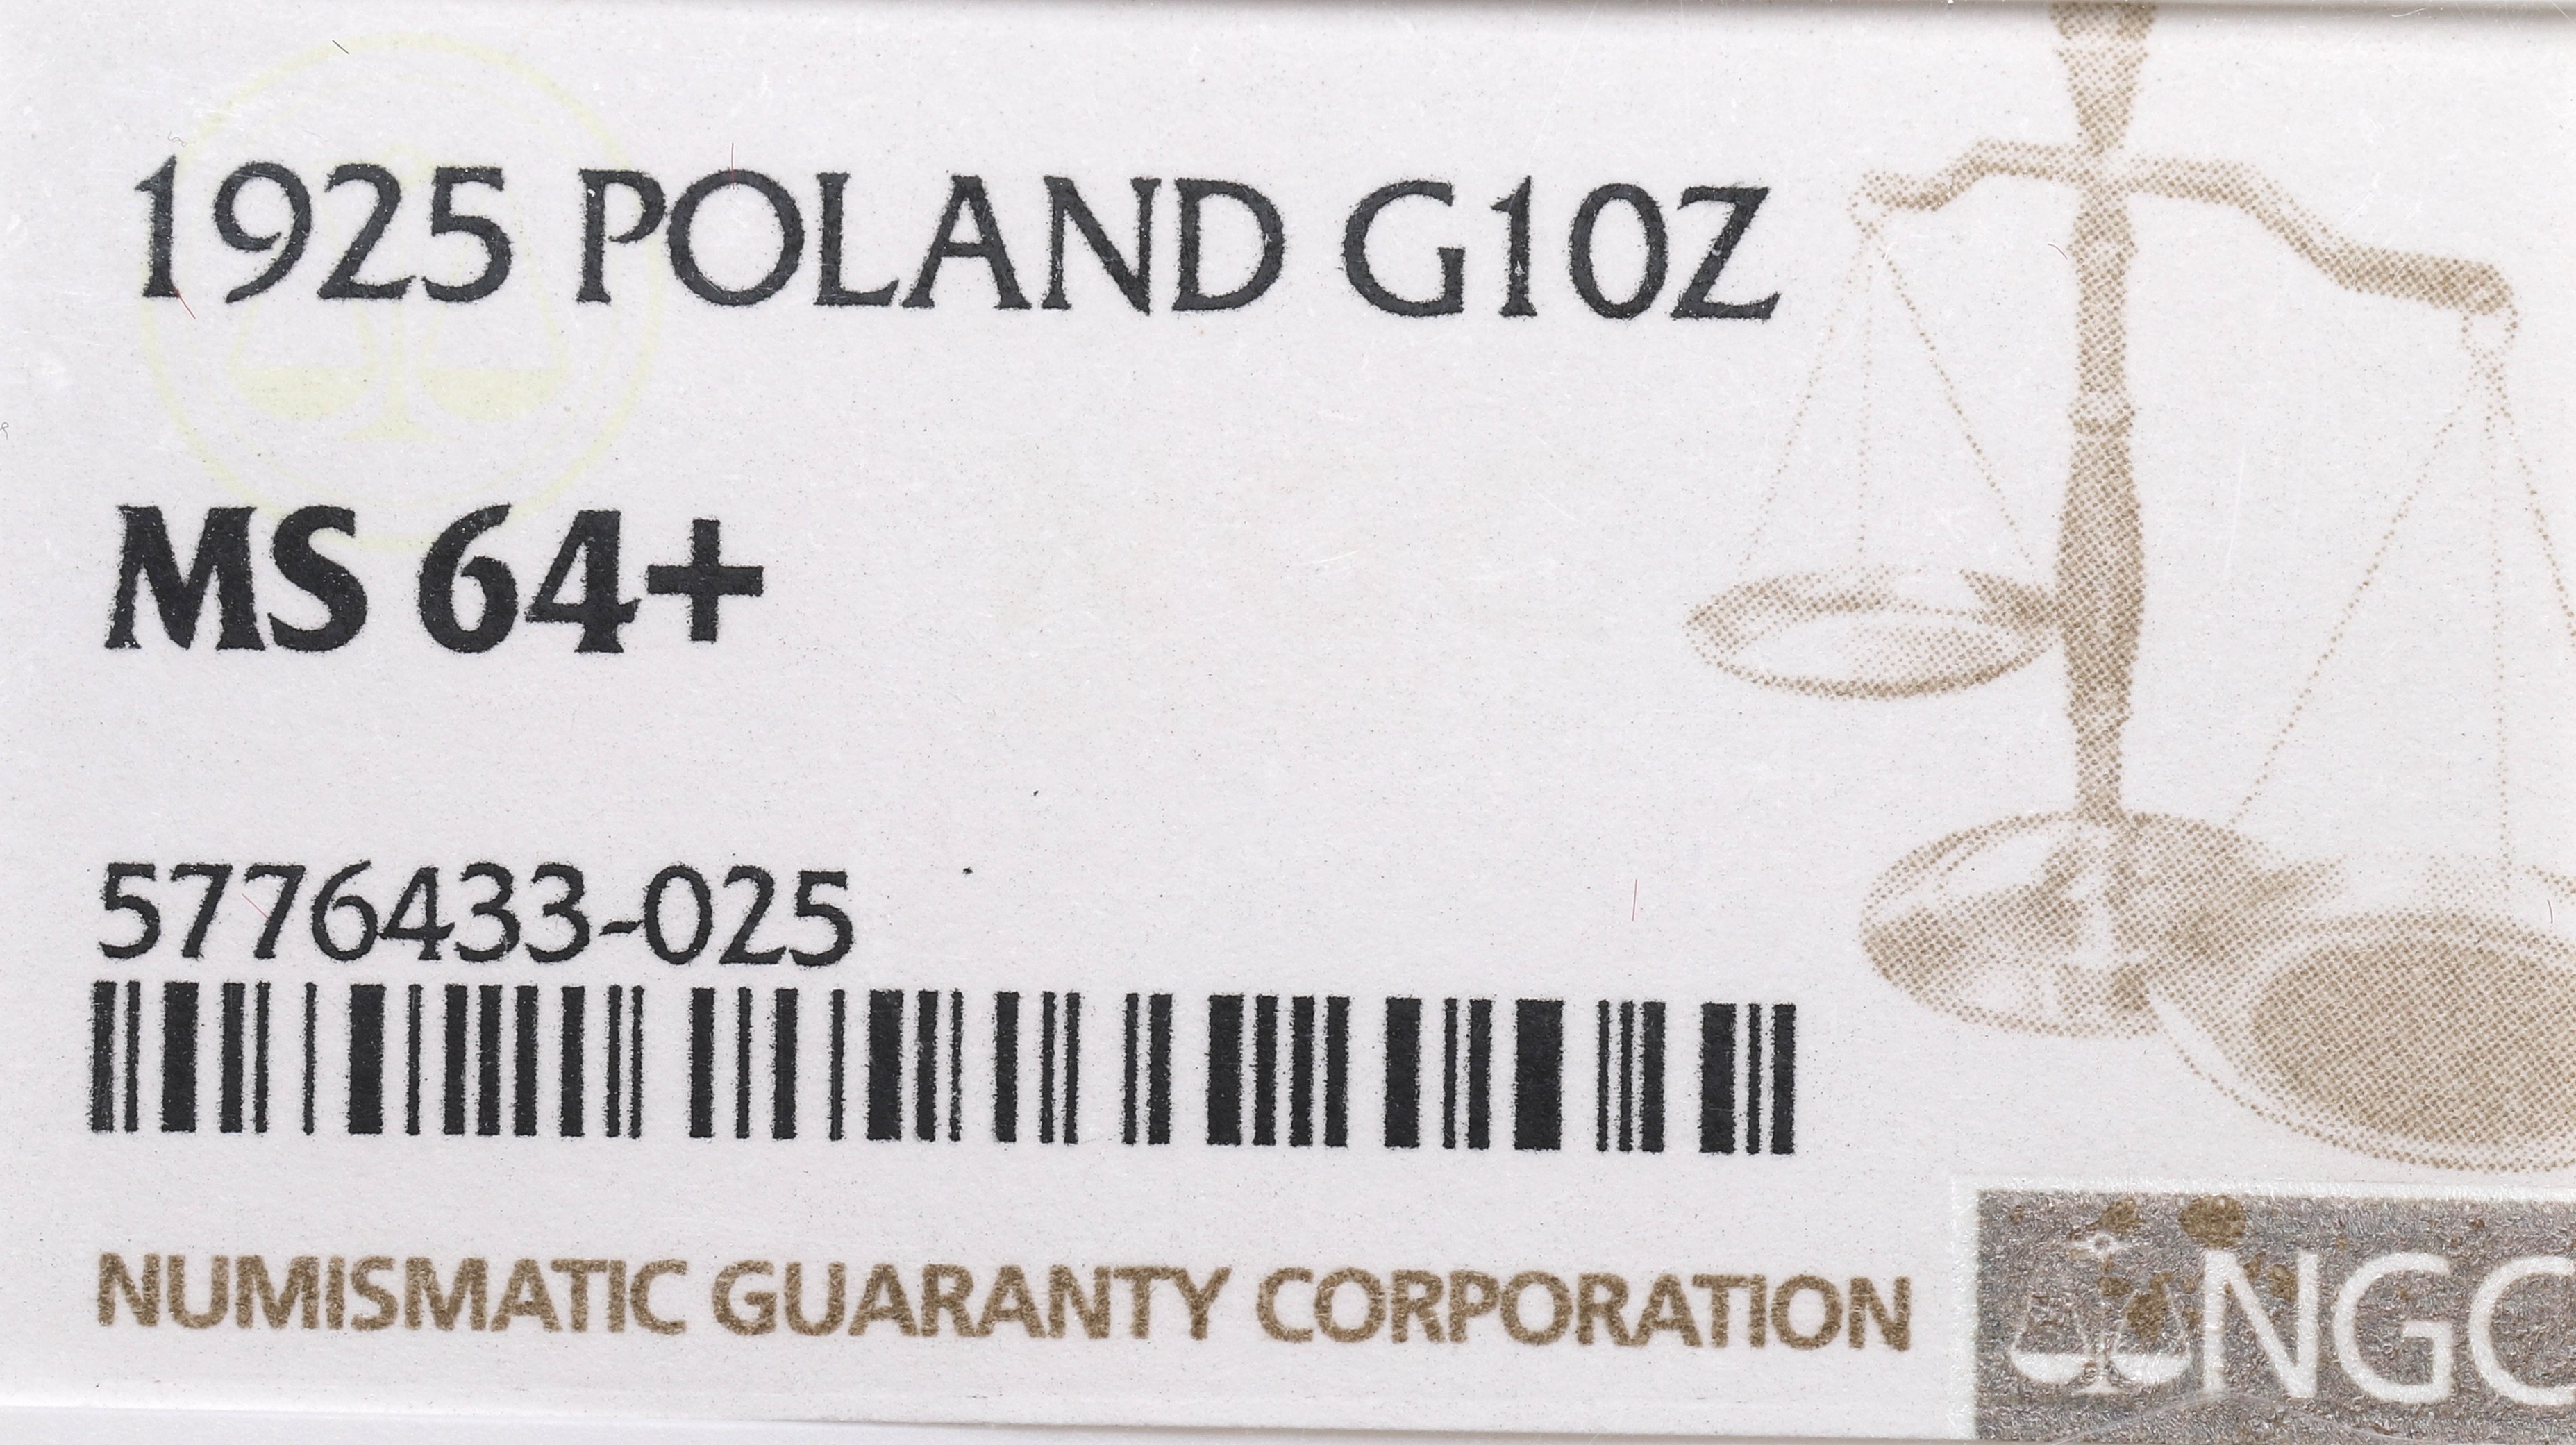 1925 POLAND G10Z
MS 64+
5776433-025
NUMISMATIC GUARANTY CORPORATION
NGC